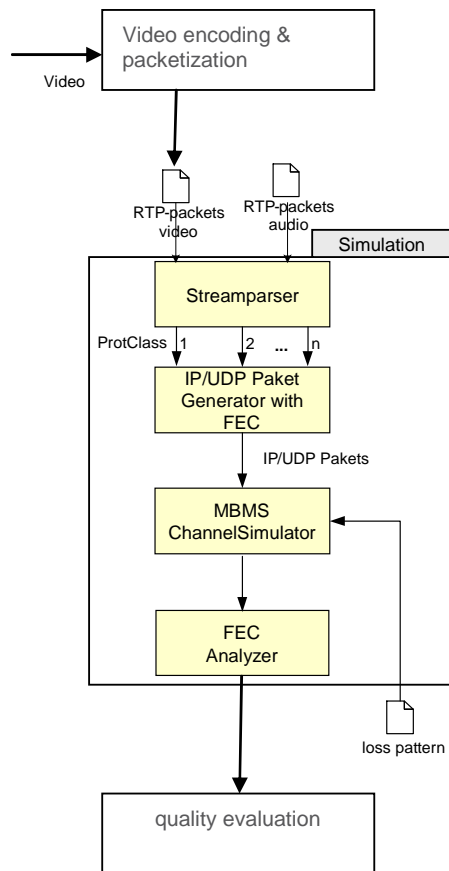 Video encoding &
packetization
Video
RTP-packets
video
RTP-packets
audio
Simulation
Streamparser
ProtClass
1
2
...
n
IP/UDP Paket
Generator with
FEC
IP/UDP Pakets
MBMS
ChannelSimulator
FEC
Analyzer
loss pattern
quality evaluation